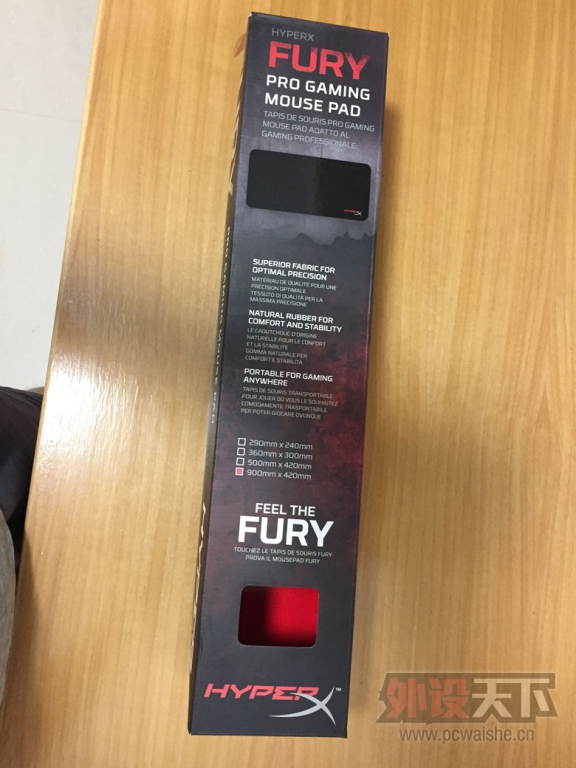 HYPERX
FURY
PRO GAMING
MOUSE PAD
TAPIS DE SOURIS PRO GAMING
MOUSE PAD ADATTO AL
GAMING PROFESSIONALE
HYPERX
SUPERIOR FABRIC FOR
OPTIMAL PRECISION
MATÉRIAU DE QUALITÉ POUR UNE
PRÉCISION OPTIMALE
TESSUTO DI QUALITÀ PER LA
MASSIMA PRECISIONE
NATURAL RUBBER FOR
COMFORT AND STABILITY
LE CAOUTCHOUC D'ORIGINE
NATURELLE POUR LE CONFORT
ET LA STABILITÉ
GOMMA NATURALE PER
COMFORT E STABILITÀ
PORTABLE FOR GAMING
ANYWHERE
TAPIS DE SOURIS TRANSPORTABLE
POUR JOUER OÙ VOUS LE SOUHAITEZ
COMODAMENTE TRASPORTABILE
PER POTER GIOCARE OVUNQUE
290mm x 240mm
360mm x 300mm
500mm x 420mm
900mm x 420mm
FEEL THE
FURY
TOUCHEZ LE TAPIS DE SOURIS FURY
PROVA IL MOUSEPAD FURY
HYPERX™
外设天下
www.pcwaishe.cn